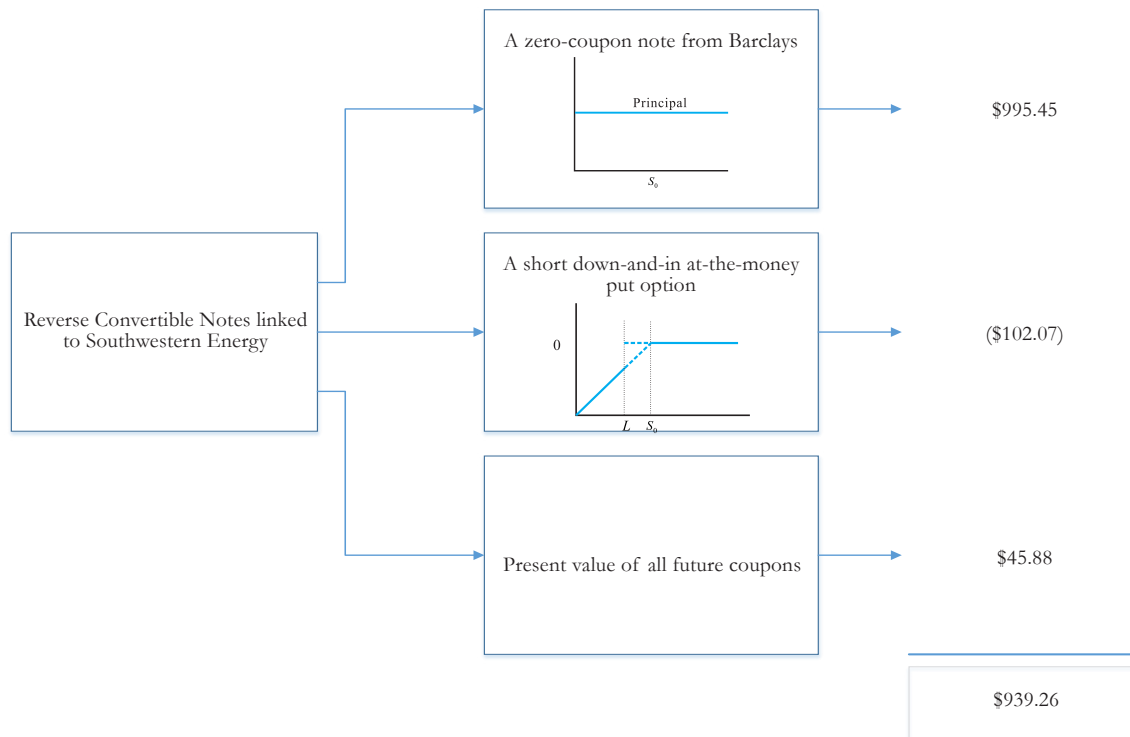 A zero-coupon note from Barclays
Principal
S₀
$995.45
Reverse Convertible Notes linked
to Southwestern Energy
A short down-and-in at-the-money
put option
0
L S₀
($102.07)
Present value of all future coupons
$45.88
$939.26